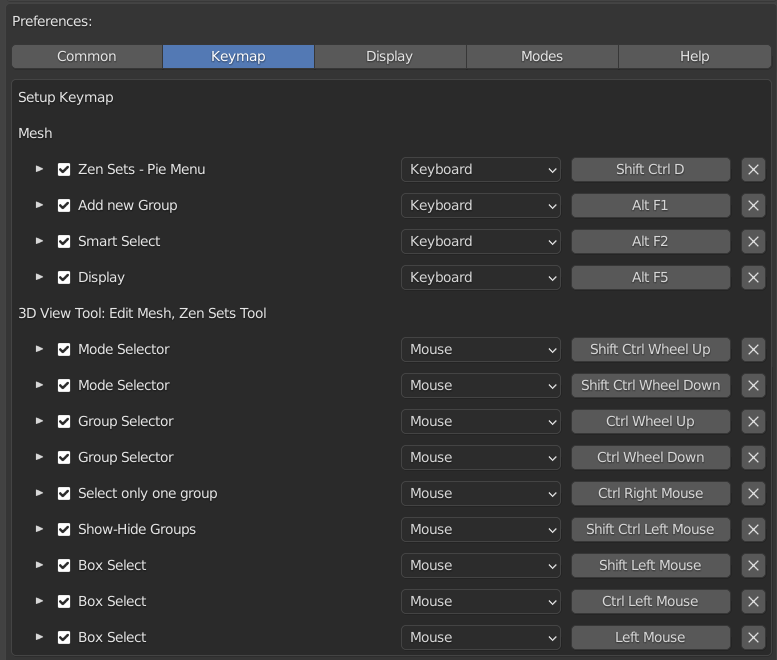 Preferences:
Common Keymap Display Modes Help
Setup Keymap
Mesh
Zen Sets - Pie Menu Keyboard Shift Ctrl D
Add new Group Keyboard Alt F1
Smart Select Keyboard Alt F2
Display Keyboard Alt F5
3D View Tool: Edit Mesh, Zen Sets Tool
Mode Selector Mouse Shift Ctrl Wheel Up
Mode Selector Mouse Shift Ctrl Wheel Down
Group Selector Mouse Ctrl Wheel Up
Group Selector Mouse Ctrl Wheel Down
Select only one group Mouse Ctrl Right Mouse
Show-Hide Groups Mouse Shift Ctrl Left Mouse
Box Select Mouse Shift Left Mouse
Box Select Mouse Ctrl Left Mouse
Box Select Mouse Left Mouse